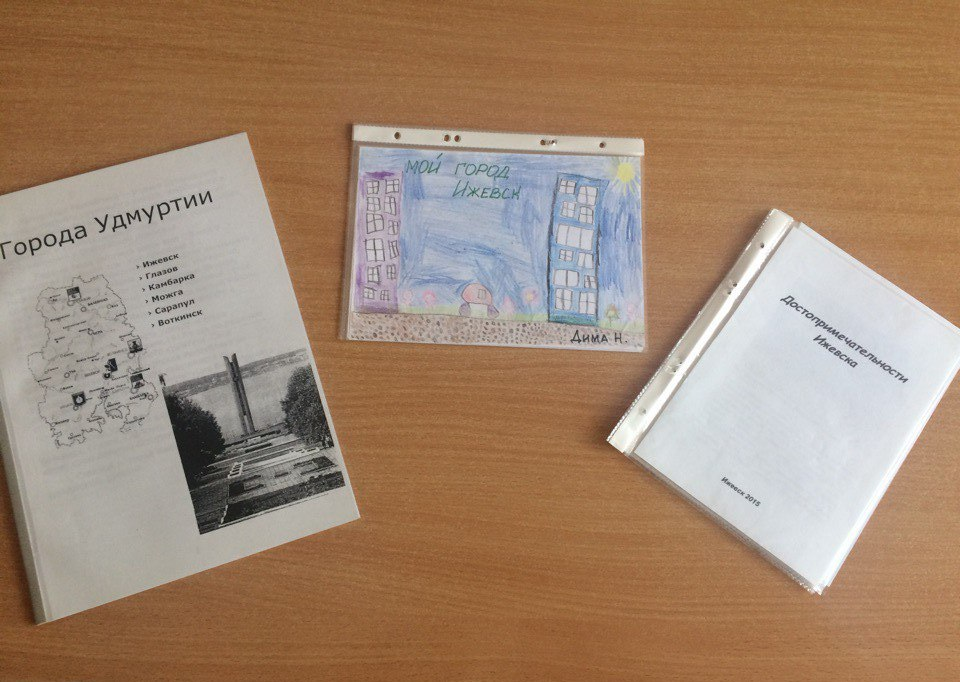 Города Удмуртии
› Ижевск
› Глазов
› Камбарка
› Можга
› Сарапул
› Воткинск
МОЙ ГОРОД
ИЖЕВСК
ДИМА Н.
Достопримечательности
Ижевска
Ижевск 2015